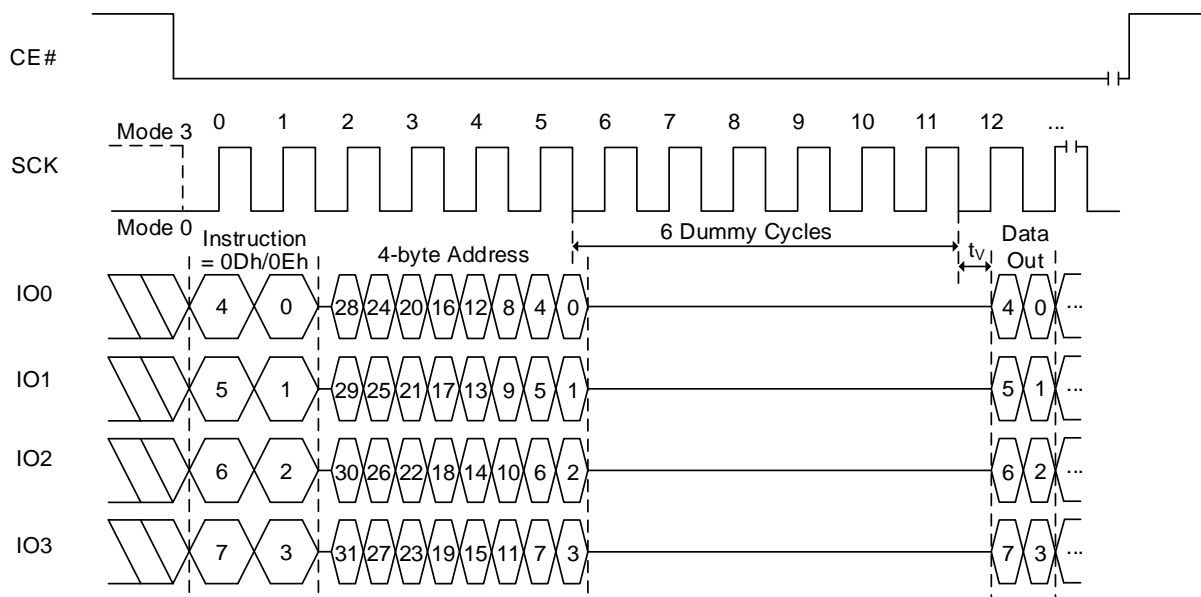 CE#
Mode 3
0 1 2 3 4 5 6 7 8 9 10 11 12 ...
SCK
Mode 0
Instruction
= 0Dh/0Eh
4-byte Address
6 Dummy Cycles
tV
Data
Out
IO0
4 0 28 24 20 16 12 8 4 0 4 0 ...
IO1
5 1 29 25 21 17 13 9 5 1 5 1 ...
IO2
6 2 30 26 22 18 14 10 6 2 6 2 ...
IO3
7 3 31 27 23 19 15 11 7 3 7 3 ...